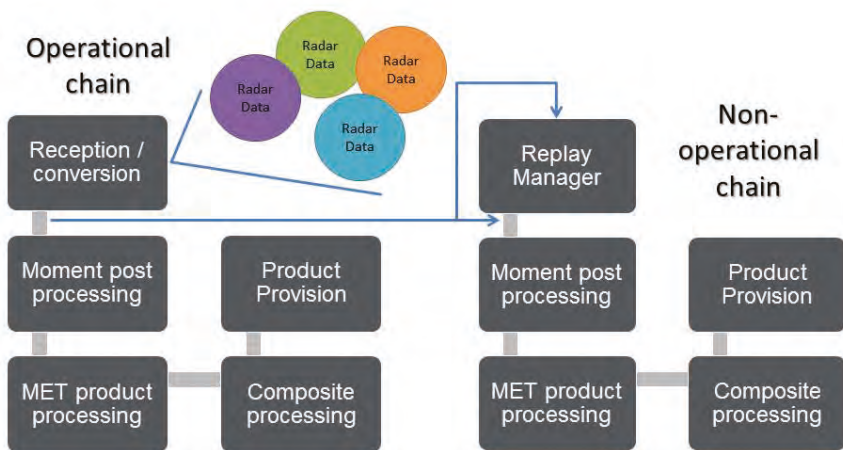 Operational
chain
Radar
Data
Radar
Data
Radar
Data
Radar
Data
Reception /
conversion
Moment post
processing
Product
Provision
MET product
processing
Composite
processing
Non-
operational
chain
Replay
Manager
Moment post
processing
Product
Provision
MET product
processing
Composite
processing